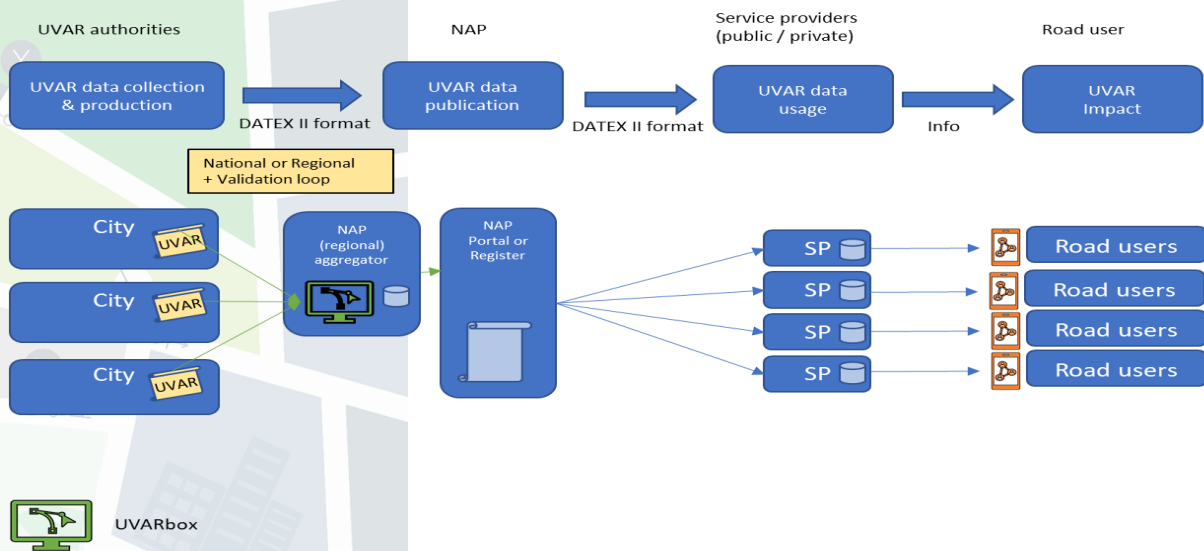 UVAR authorities
NAP
Service providers
(public / private)
Road user
UVAR data collection
& production
DATEX II format
UVAR data
publication
DATEX II format
UVAR data
usage
Info
UVAR
Impact
National or Regional
+ Validation loop
City
UVAR
City
UVAR
City
UVAR
NAP
(regional)
aggregator
NAP
Portal or
Register
SP
Road users
SP
Road users
SP
Road users
SP
Road users
UVARbox